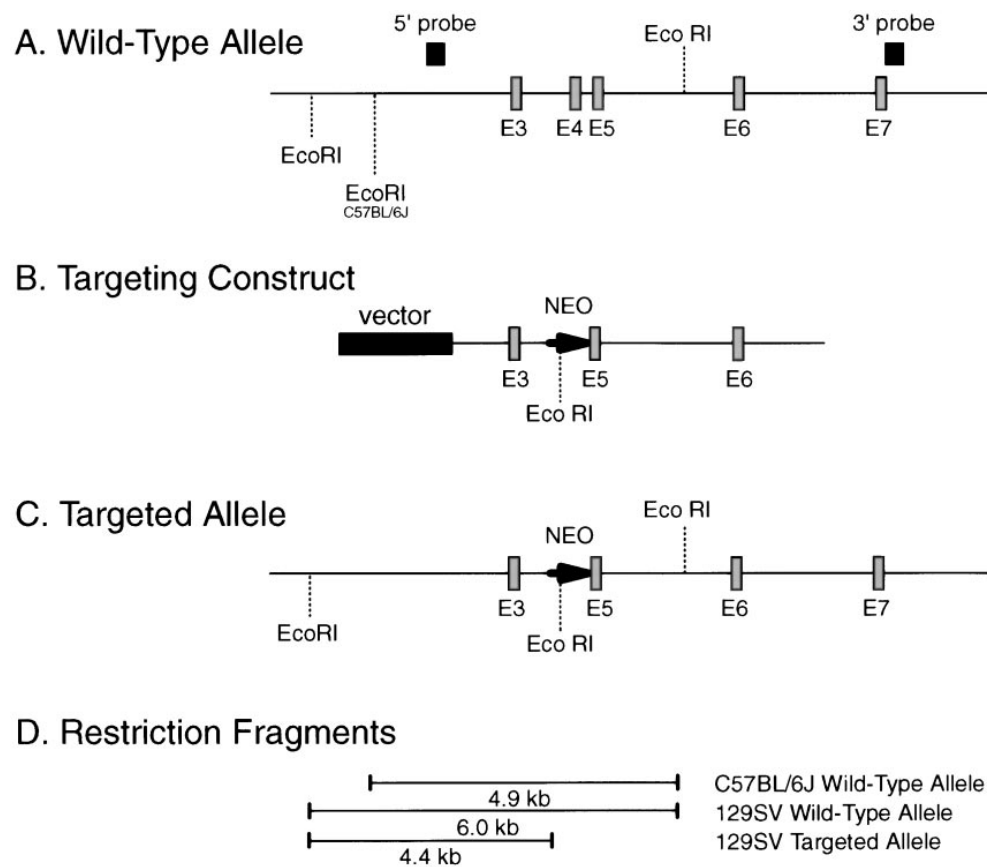 A. Wild-Type Allele
5' probe
Eco RI
3' probe
E3
E4
E5
E6
E7
EcoRI
EcoRI
C57BL/6J
B. Targeting Construct
vector
NEO
E3
E5
E6
Eco RI
C. Targeted Allele
NEO
Eco RI
E3
E5
E6
E7
EcoRI
Eco RI
D. Restriction Fragments
C57BL/6J Wild-Type Allele
4.9 kb
129SV Wild-Type Allele
6.0 kb
129SV Targeted Allele
4.4 kb